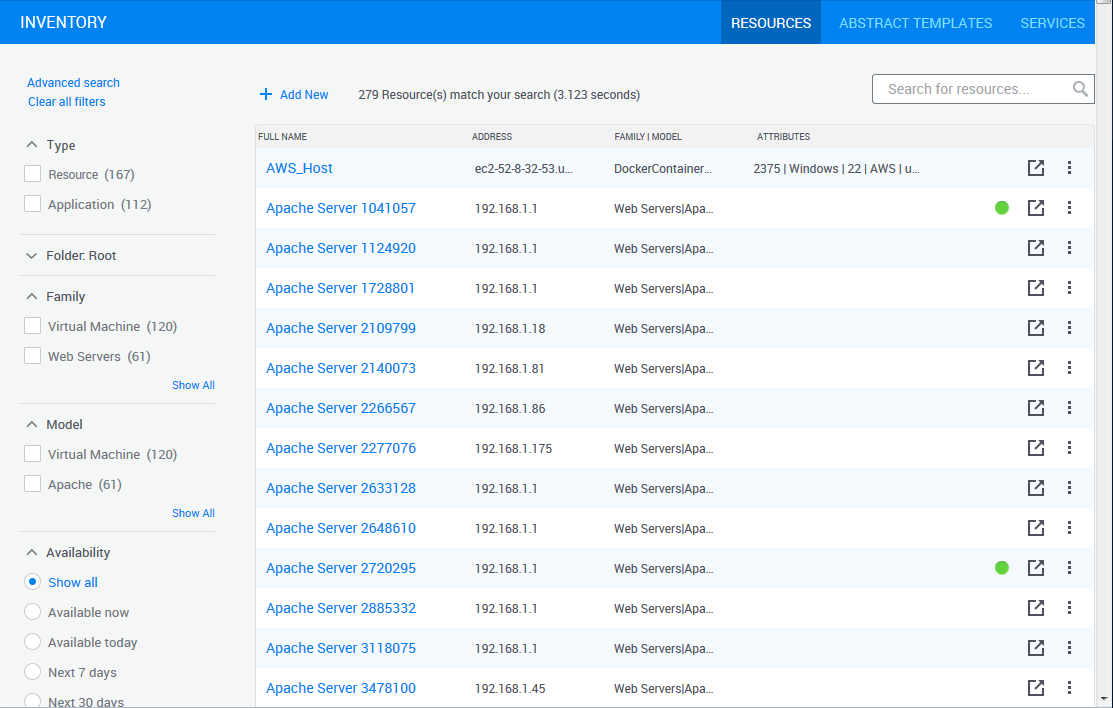 INVENTORY
RESOURCES
ABSTRACT TEMPLATES
SERVICES
Advanced search
Clear all filters
Type
Resource (167)
Application (112)
Folder: Root
Family
Virtual Machine (120)
Web Servers (61)
Show All
Model
Virtual Machine (120)
Apache (61)
Show All
Availability
Show all
Available now
Available today
Next 7 days
Next 30 days
Add New
279 Resource(s) match your search (3.123 seconds)
Search for resources...
FULL NAME ADDRESS FAMILY | MODEL ATTRIBUTES
AWS_Host ec2-52-8-32-53.u... DockerContainer... 2375 | Windows | 22 | AWS | u...
Apache Server 1041057 192.168.1.1 Web Servers|Apa...
Apache Server 1124920 192.168.1.1 Web Servers|Apa...
Apache Server 1728801 192.168.1.1 Web Servers|Apa...
Apache Server 2109799 192.168.1.18 Web Servers|Apa...
Apache Server 2140073 192.168.1.81 Web Servers|Apa...
Apache Server 2266567 192.168.1.86 Web Servers|Apa...
Apache Server 2277076 192.168.1.175 Web Servers|Apa...
Apache Server 2633128 192.168.1.1 Web Servers|Apa...
Apache Server 2648610 192.168.1.1 Web Servers|Apa...
Apache Server 2720295 192.168.1.1 Web Servers|Apa...
Apache Server 2885332 192.168.1.1 Web Servers|Apa...
Apache Server 3118075 192.168.1.1 Web Servers|Apa...
Apache Server 3478100 192.168.1.45 Web Servers|Apa...